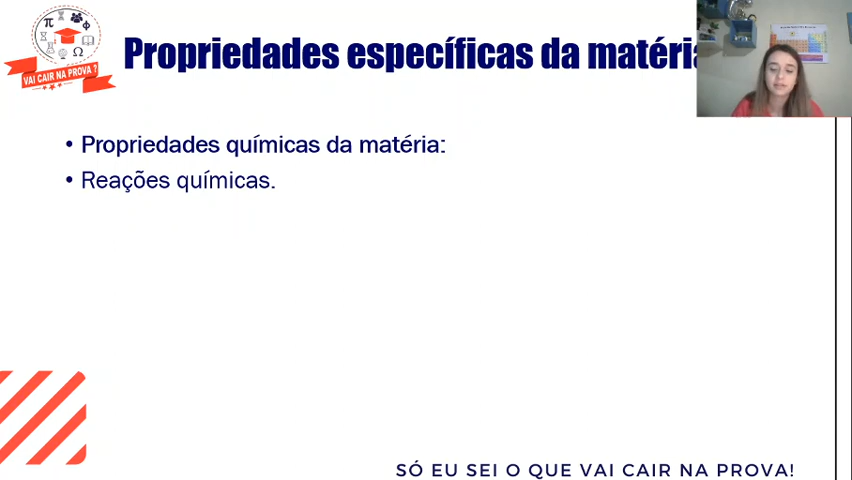 VAI CAIR NA PROVA ?
Propriedades específicas da matéria
• Propriedades químicas da matéria:
• Reações químicas.
SÓ EU SEI O QUE VAI CAIR NA PROVA!